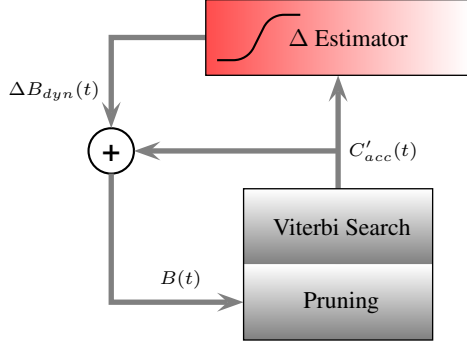 Δ Estimator
ΔB_{dyn}(t)
+
C'_{acc}(t)
Viterbi Search
B(t)
Pruning